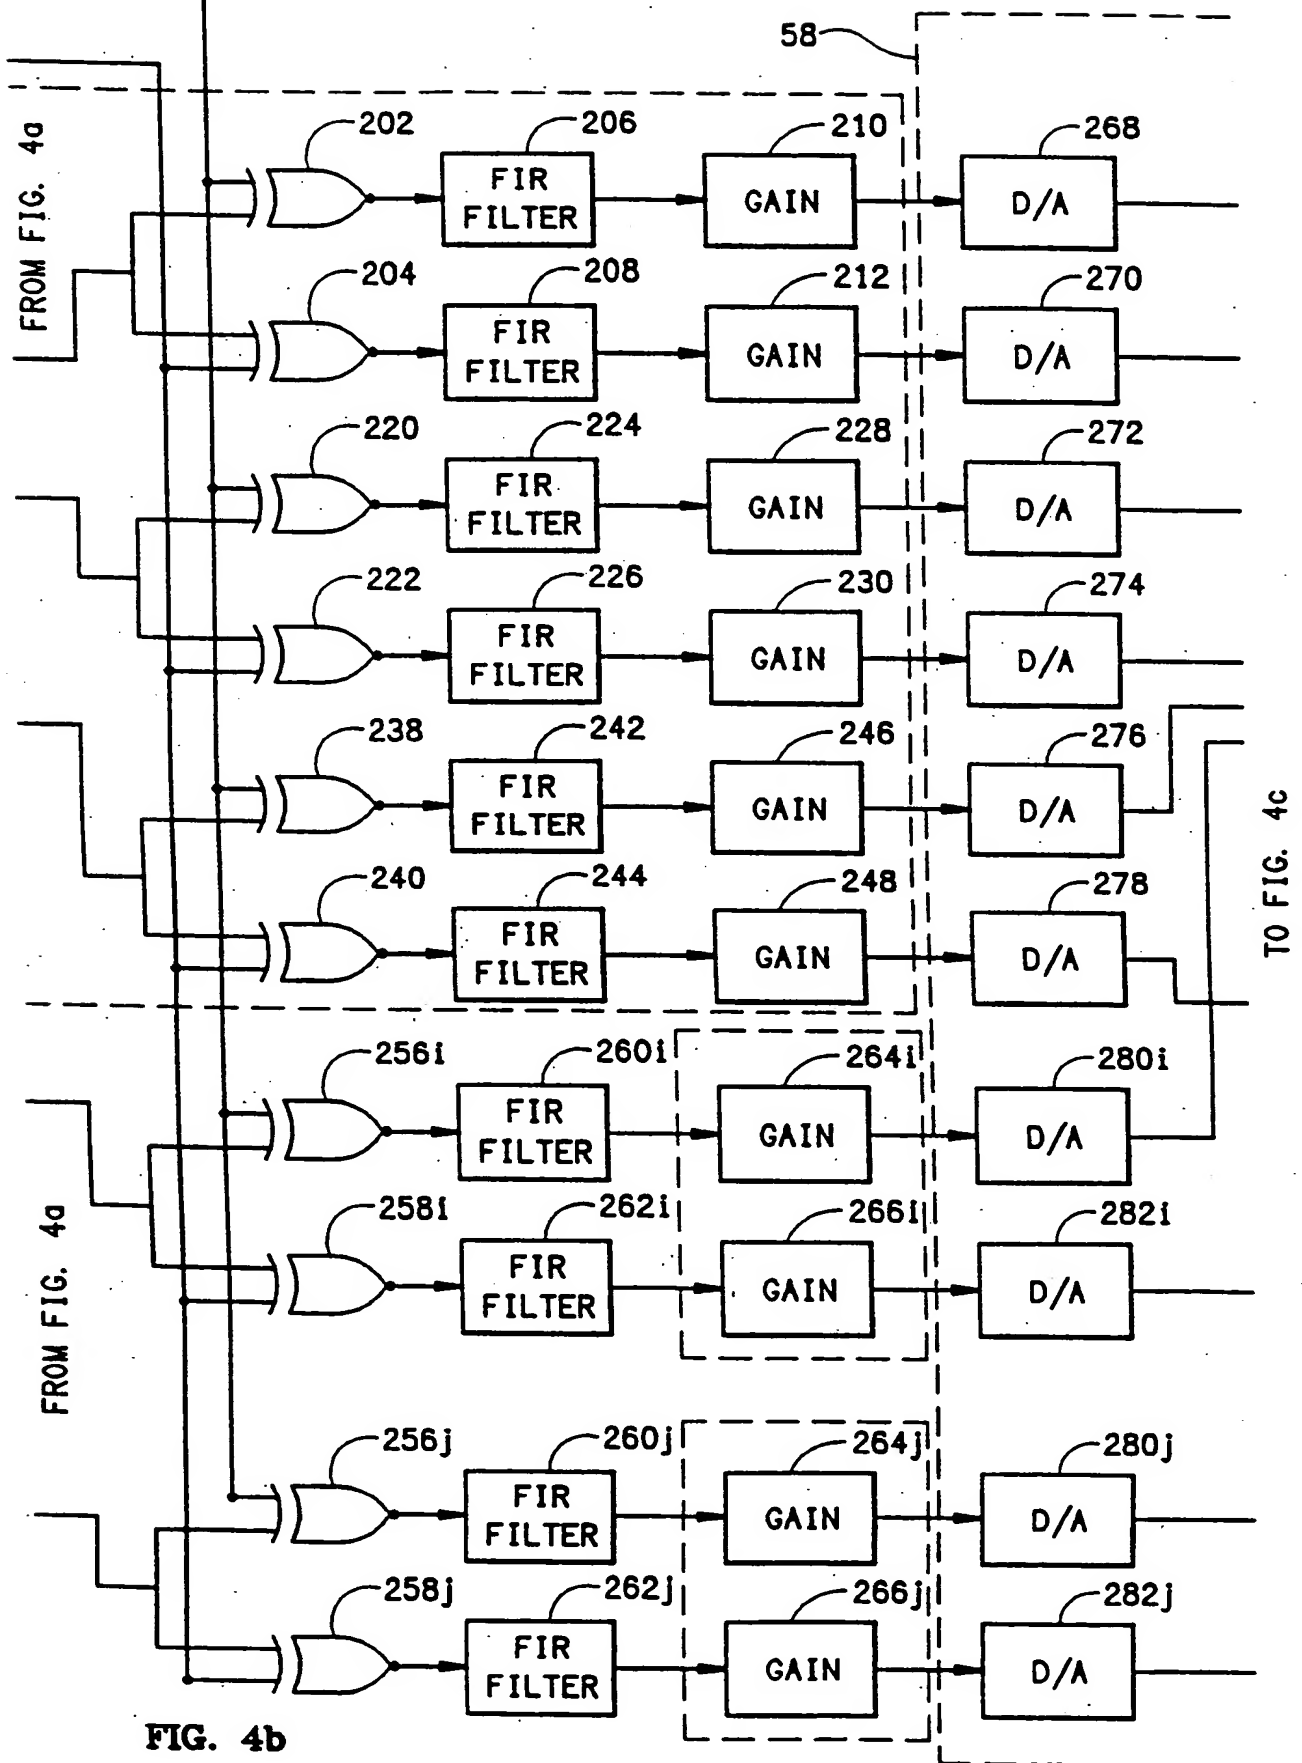 58
FROM FIG. 4a
202 206 210 268
FIR
FILTER
GAIN
D/A
204 208 212 270
FIR
FILTER
GAIN
D/A
220 224 228 272
FIR
FILTER
GAIN
D/A
222 226 230 274
FIR
FILTER
GAIN
D/A
238 242 246 276
FIR
FILTER
GAIN
D/A
TO FIG. 4c
240 244 248 278
FIR
FILTER
GAIN
D/A
256i 260i 264i 280i
FIR
FILTER
GAIN
D/A
FROM FIG. 4a
258i 262i 266i 282i
FIR
FILTER
GAIN
D/A
256j 260j 264j 280j
FIR
FILTER
GAIN
D/A
258j 262j 266j 282j
FIR
FILTER
GAIN
D/A
FIG. 4b